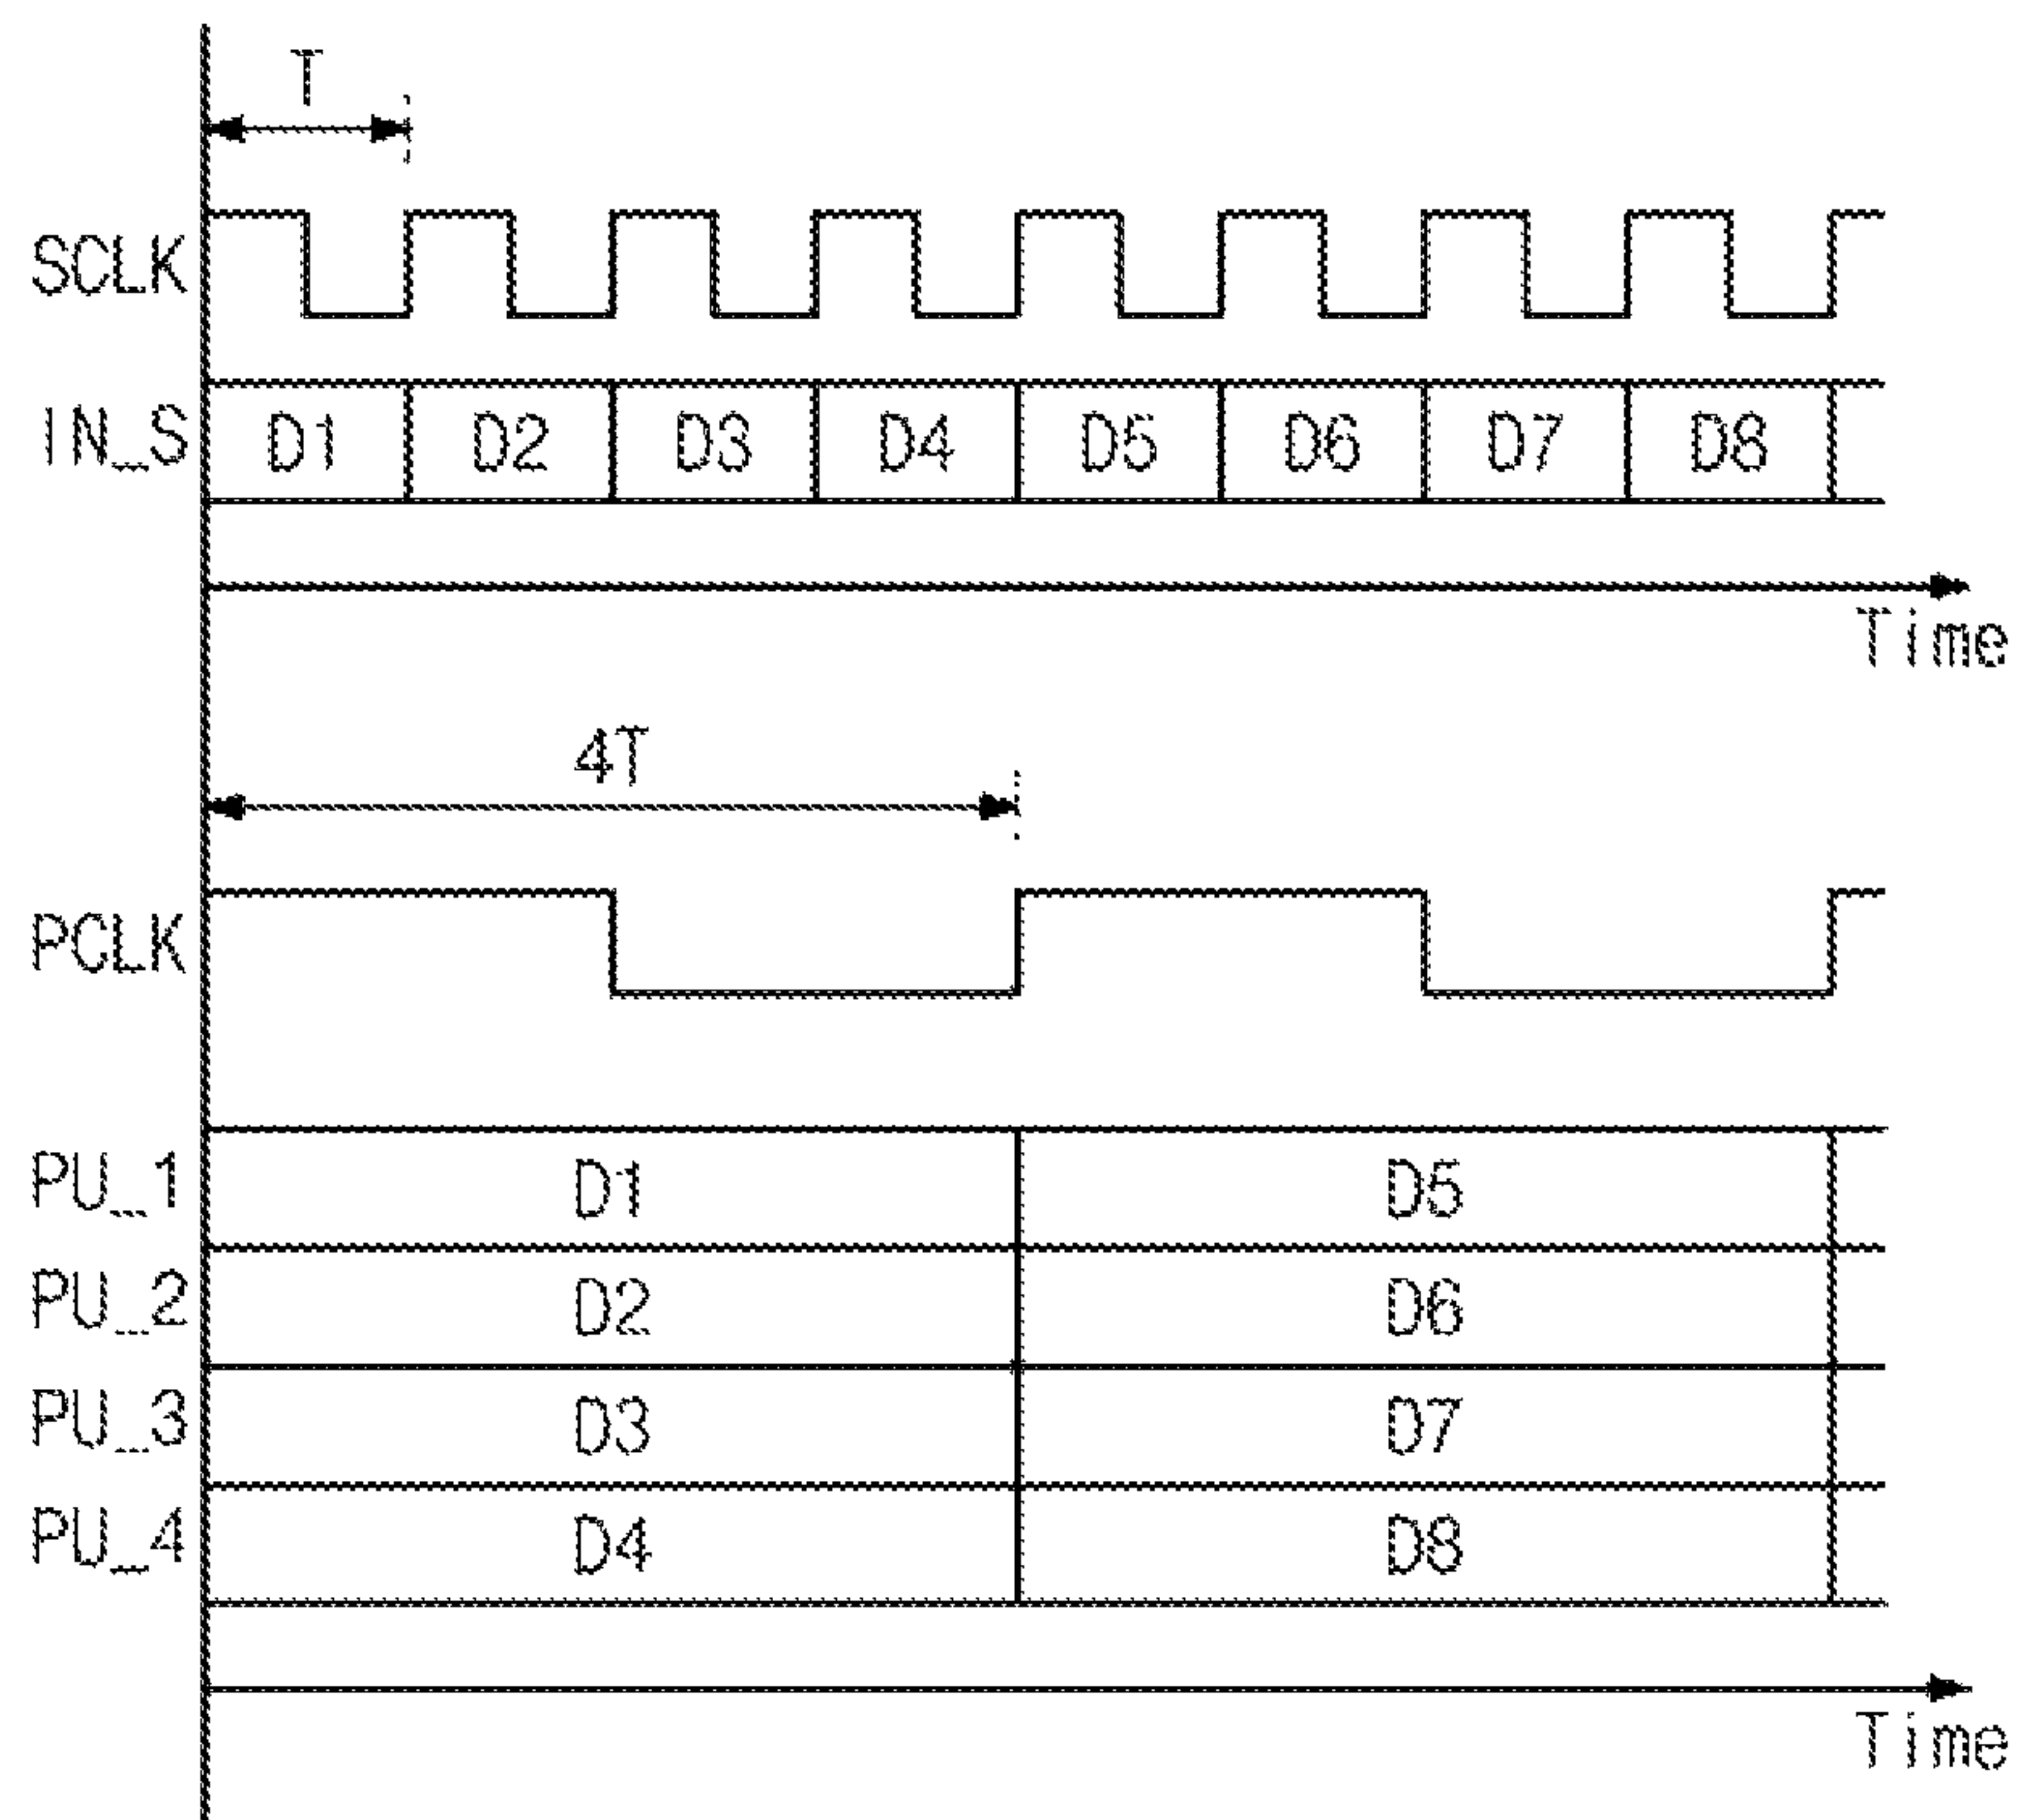 T
SCLK
IN_S D1 D2 D3 D4 D5 D6 D7 D8
Time
4T
PCLK
PU_1 D1 D5
PU_2 D2 D6
PU_3 D3 D7
PU_4 D4 D8
Time